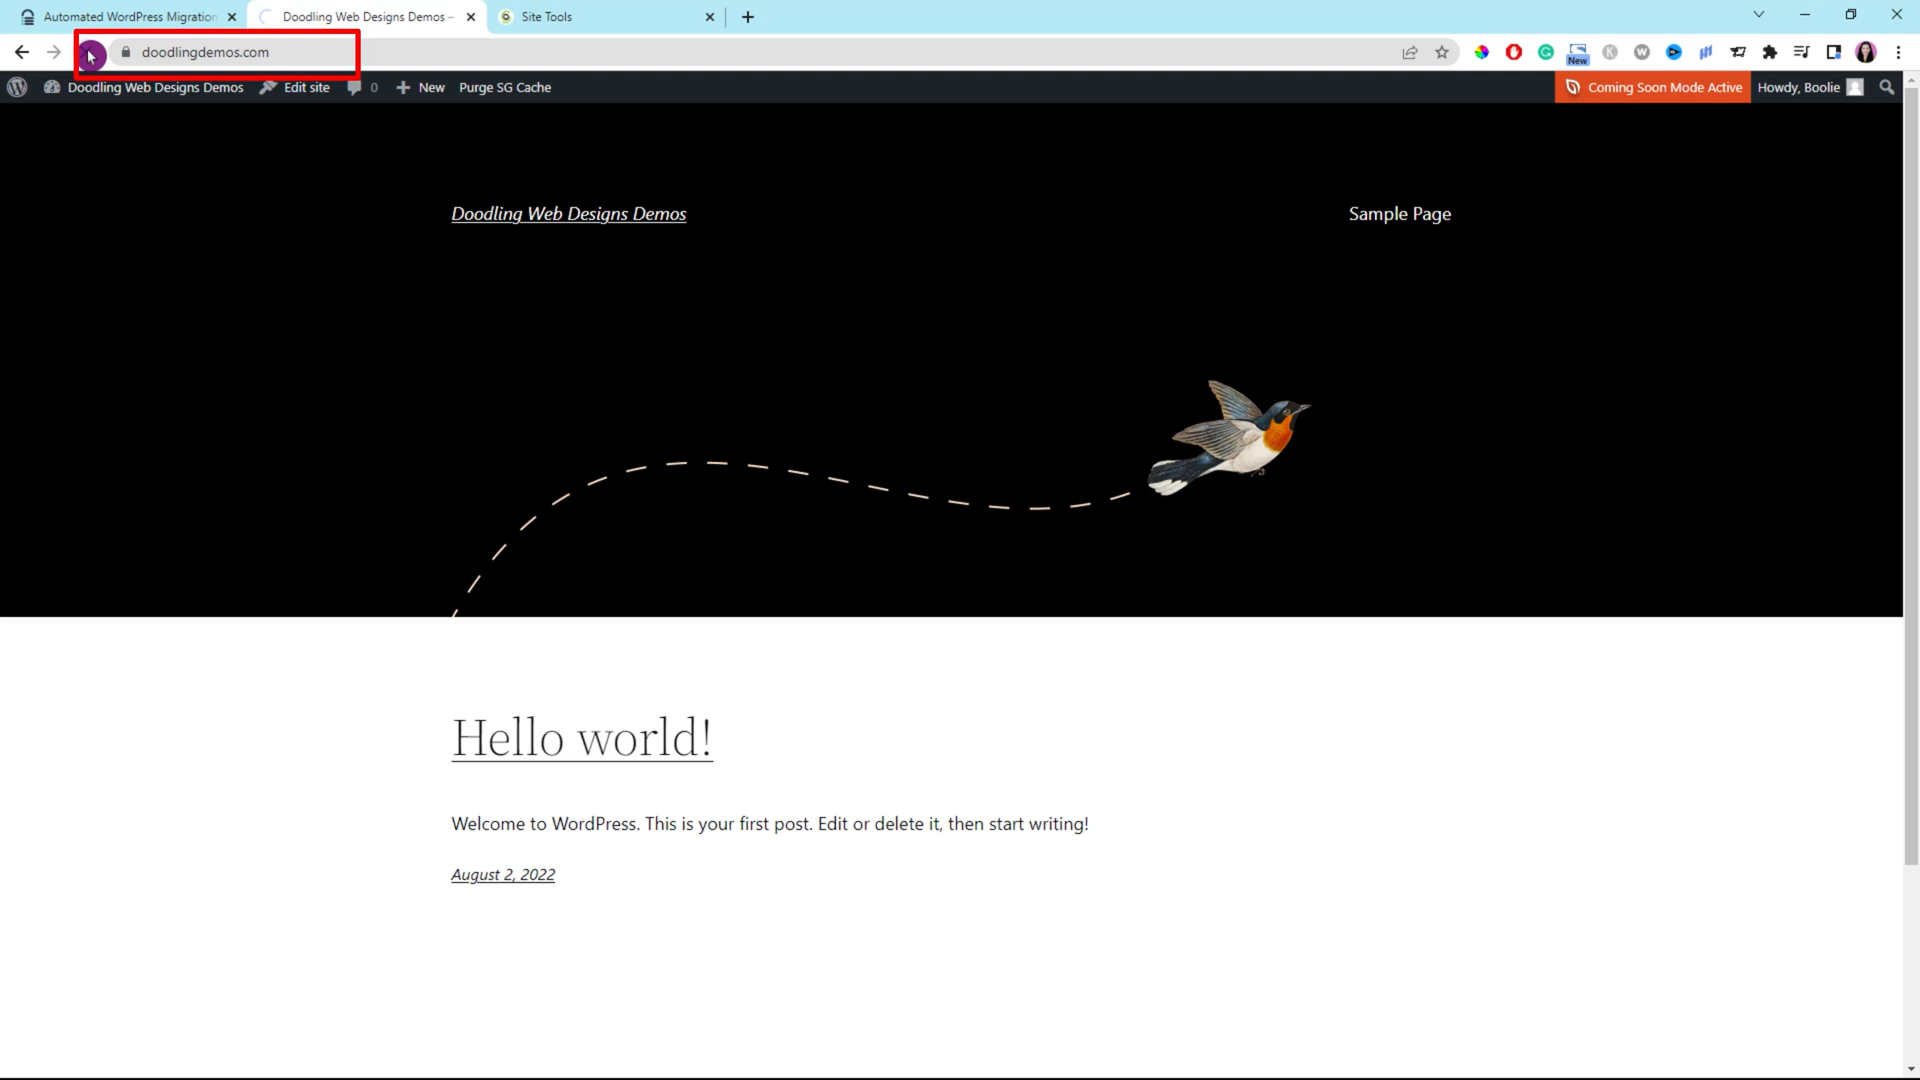 Automated WordPress Migration
Doodling Web Designs Demos –
Site Tools
doodlingdemos.com
New
Doodling Web Designs Demos
Edit site
0
New
Purge SG Cache
Coming Soon Mode Active
Howdy, Boolie
Doodling Web Designs Demos
Sample Page
Hello world!
Welcome to WordPress. This is your first post. Edit or delete it, then start writing!
August 2, 2022